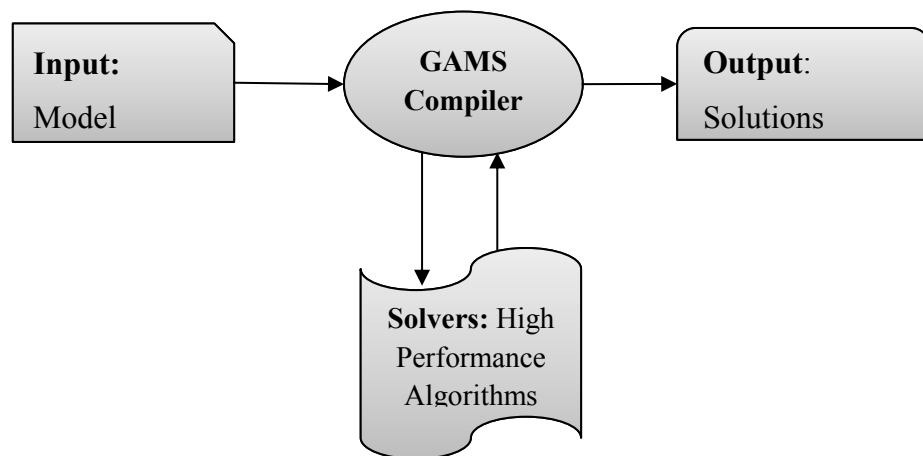 Input:
Model
GAMS
Compiler
Output:
Solutions
Solvers: High
Performance
Algorithms